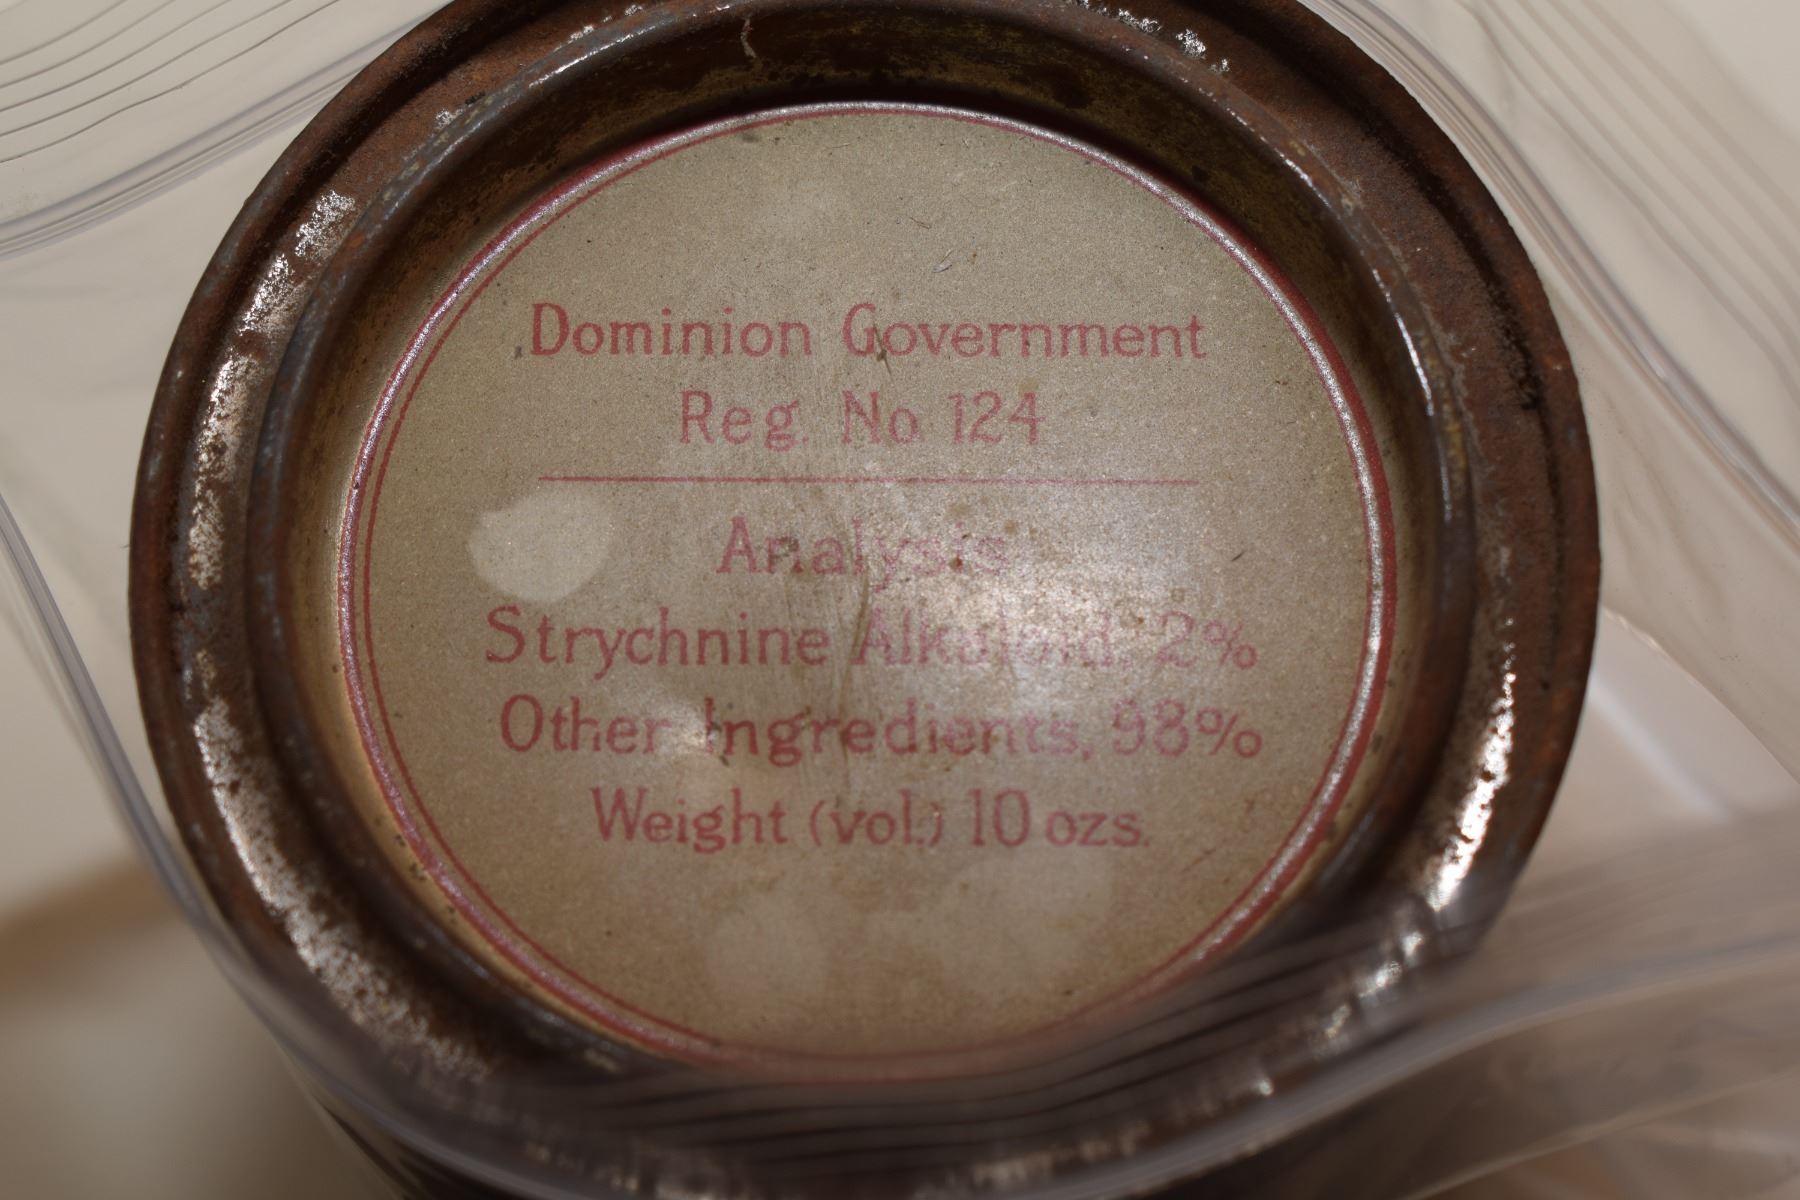 Dominion Government
Reg. No 124
Analysis
Strychnine Alkaloid, 2%
Other Ingredients, 98%
Weight (vol.) 10 ozs.